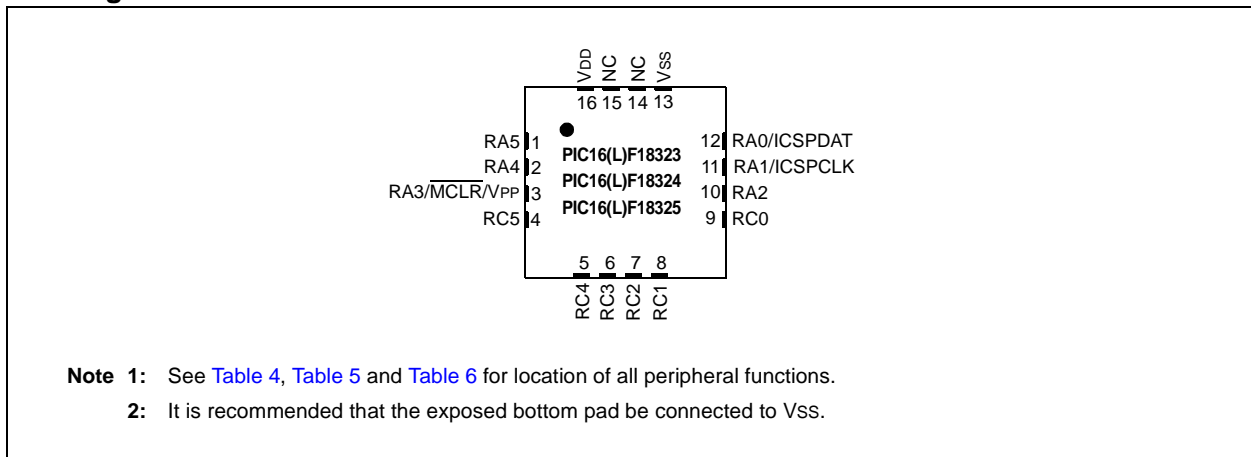 VDD NC NC VSS
16 15 14 13
RA5 1 12 RA0/ICSPDAT
PIC16(L)F18323
RA4 2 11 RA1/ICSPCLK
PIC16(L)F18324
RA3/MCLR/VPP 3 10 RA2
PIC16(L)F18325
RC5 4 9 RC0
5 6 7 8
RC4 RC3 RC2 RC1
Note 1: See Table 4, Table 5 and Table 6 for location of all peripheral functions.
2: It is recommended that the exposed bottom pad be connected to VSS.